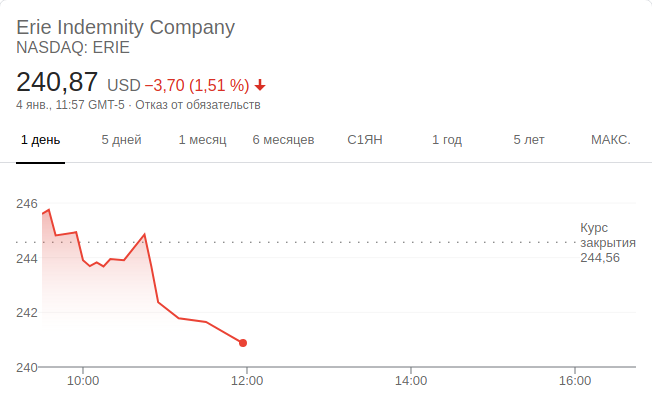 Erie Indemnity Company
NASDAQ: ERIE
240,87 USD −3,70 (1,51 %)
4 янв., 11:57 GMT-5 · Отказ от обязательств
1 день 5 дней 1 месяц 6 месяцев С1ЯН 1 год 5 лет МАКС.
246
244
242
240
Курс
закрытия
244,56
10:00 12:00 14:00 16:00